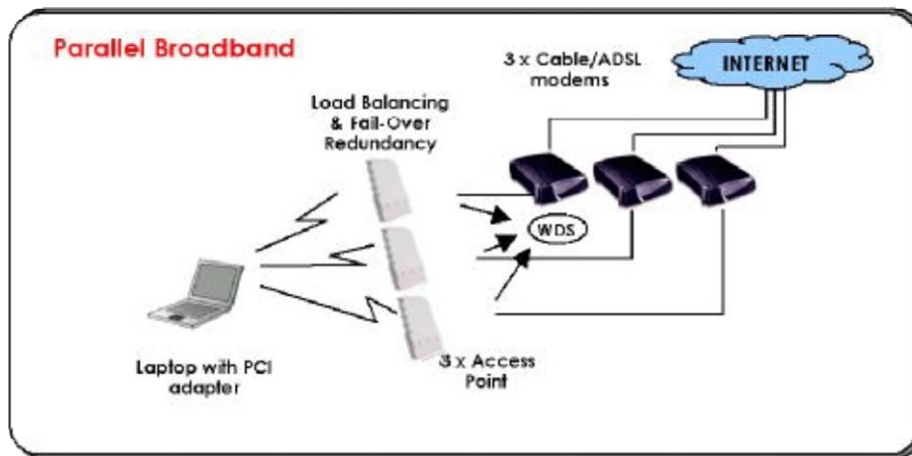 Parallel Broadband
3 x Cable/ADSL
modems
INTERNET
Load Balancing
& Fail-Over
Redundancy
WDS
Laptop with PCI
adapter
3 x Access
Point